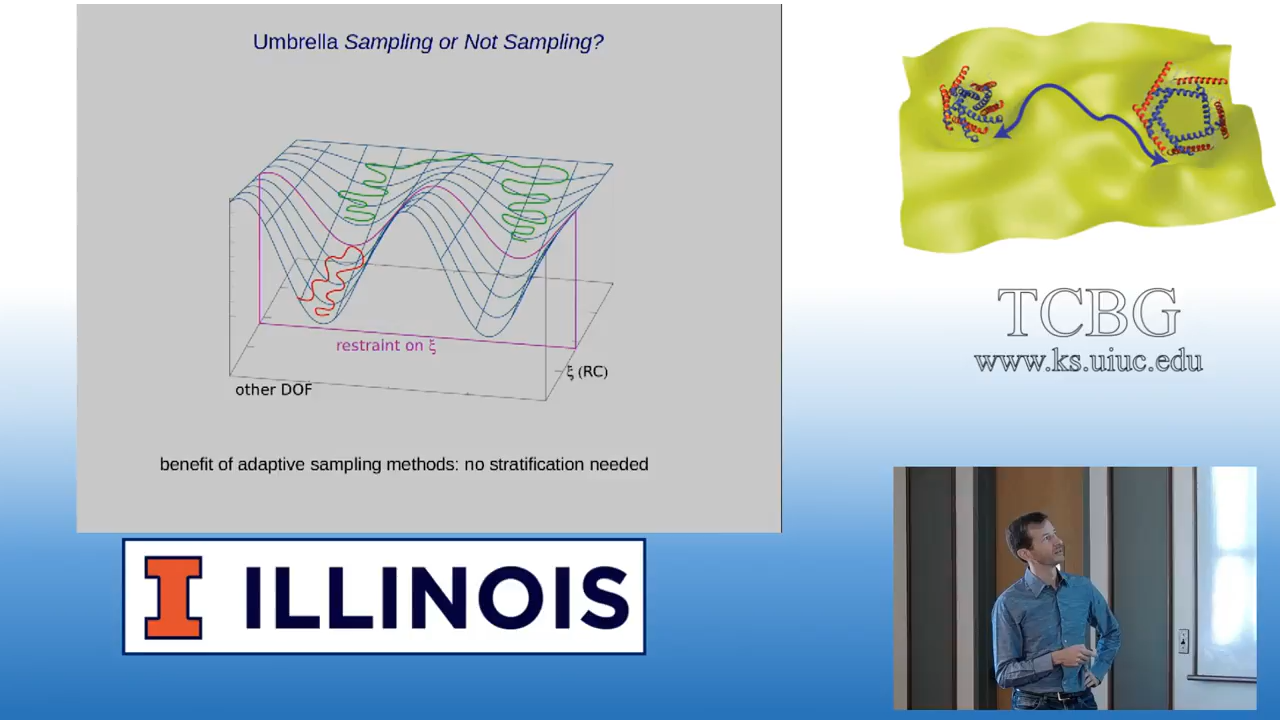 Umbrella Sampling or Not Sampling?
restraint on ξ
ξ (RC)
other DOF
benefit of adaptive sampling methods: no stratification needed
I ILLINOIS
TCBG
www.ks.uiuc.edu